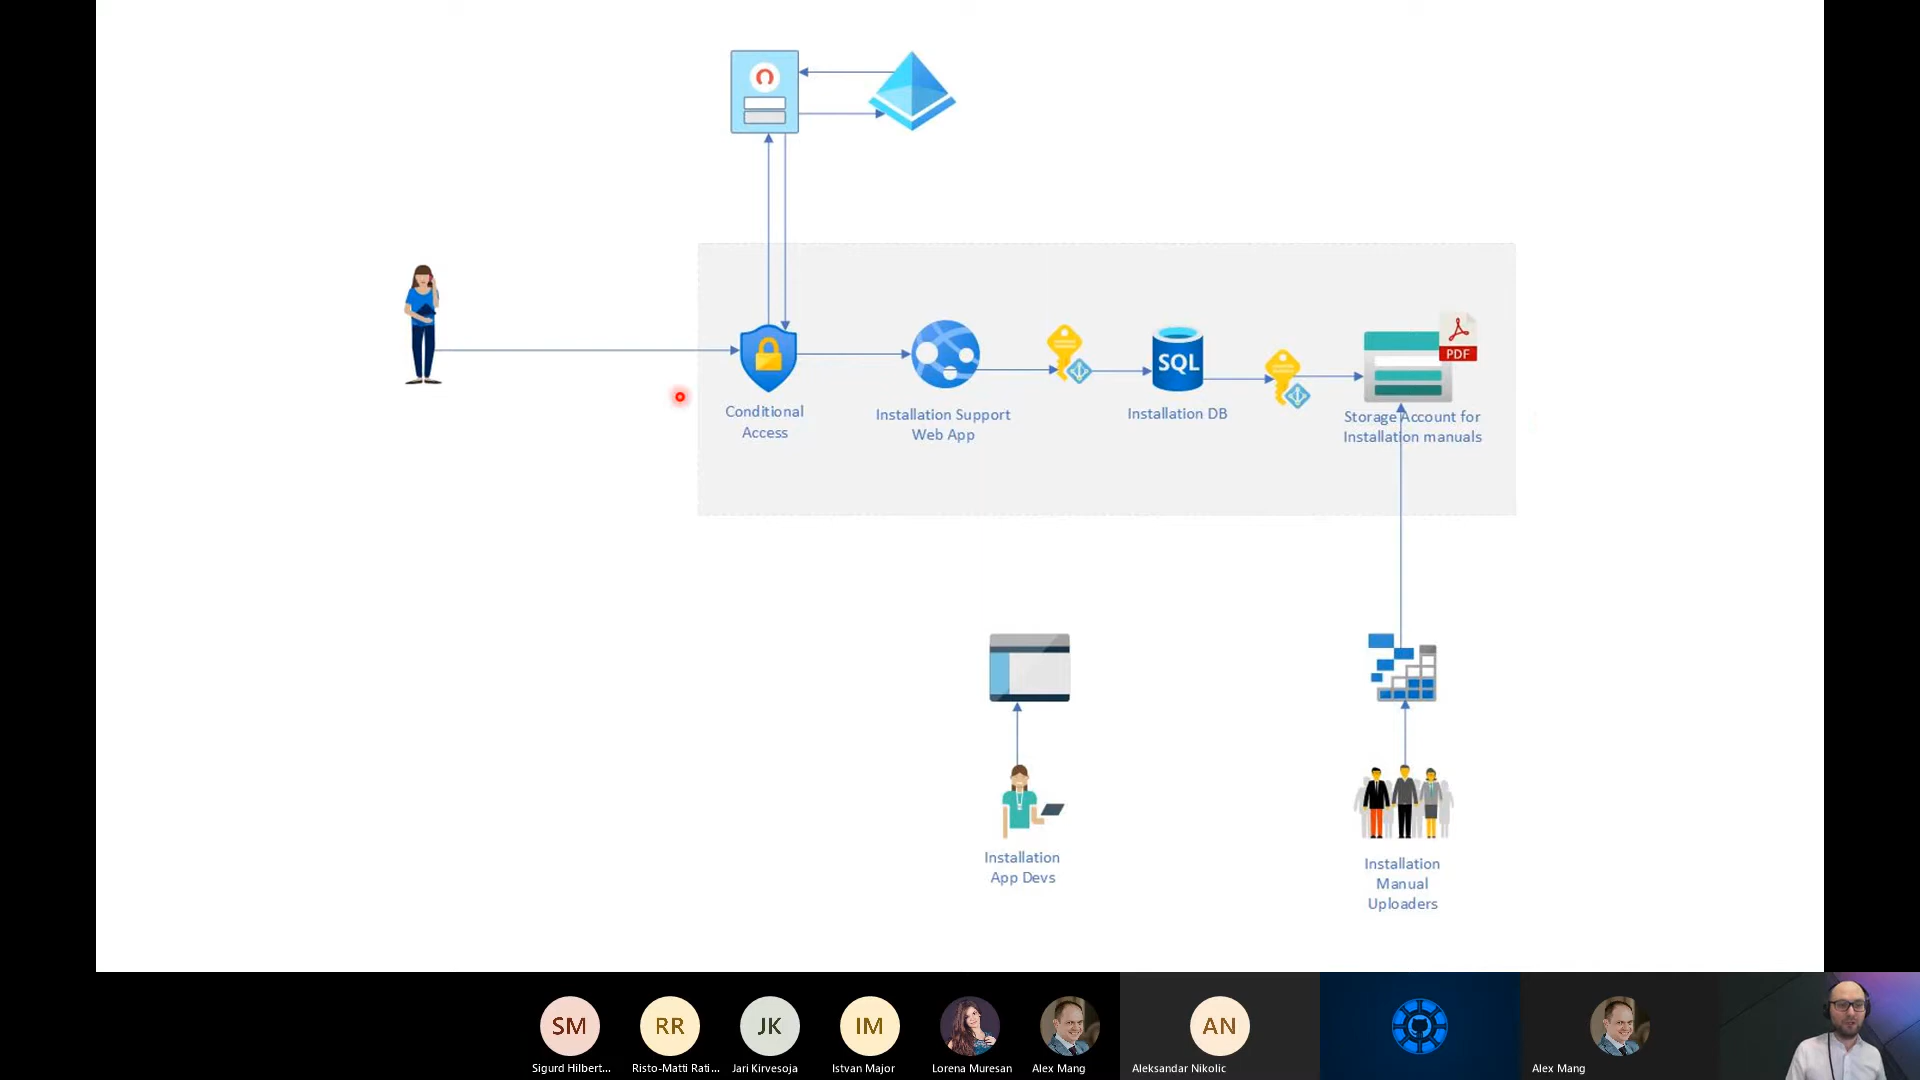 Conditional
Access
Installation Support
Web App
SQL
Installation DB
PDF
Storage Account for
Installation manuals
Installation
App Devs
Installation
Manual
Uploaders
SM
RR
JK
IM
AN
Sigurd Hilbert...
Risto-Matti Rati...
Jari Kirvesoja
Istvan Major
Lorena Muresan
Alex Mang
Aleksandar Nikolic
Alex Mang